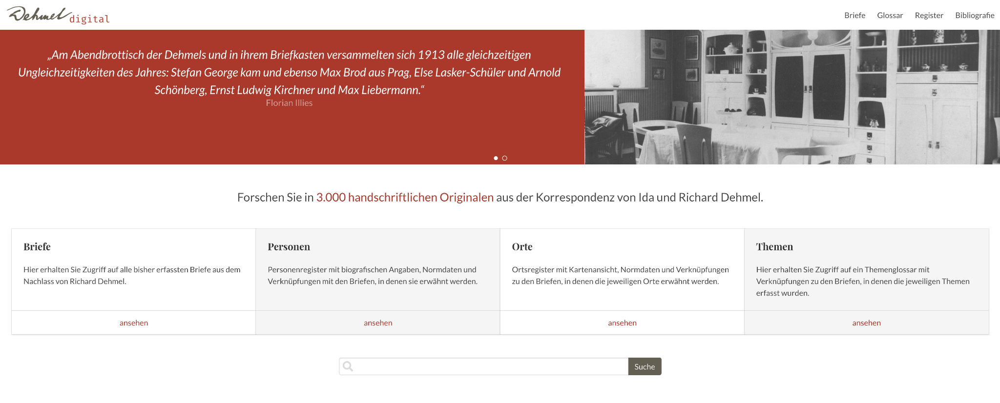 Dehmel digital
Briefe Glossar Register Bibliografie
„Am Abendbrottisch der Dehmels und in ihrem Briefkasten versammelten sich 1913 alle gleichzeitigen
Ungleichzeitigkeiten des Jahres: Stefan George kam und ebenso Max Brod aus Prag, Else Lasker-Schüler und Arnold
Schönberg, Ernst Ludwig Kirchner und Max Liebermann.“
Florian Illies
Forschen Sie in 3.000 handschriftlichen Originalen aus der Korrespondenz von Ida und Richard Dehmel.
Briefe
Hier erhalten Sie Zugriff auf alle bisher erfassten Briefe aus dem
Nachlass von Richard Dehmel.
ansehen
Personen
Personenregister mit biografischen Angaben, Normdaten und
Verknüpfungen mit den Briefen, in denen sie erwähnt werden.
ansehen
Orte
Ortsregister mit Kartenansicht, Normdaten und Verknüpfungen
zu den Briefen, in denen die jeweiligen Orte erwähnt werden.
ansehen
Themen
Hier erhalten Sie Zugriff auf ein Themenglossar mit
Verknüpfungen zu den Briefen, in denen die jeweiligen Themen
erfasst wurden.
ansehen
Suche